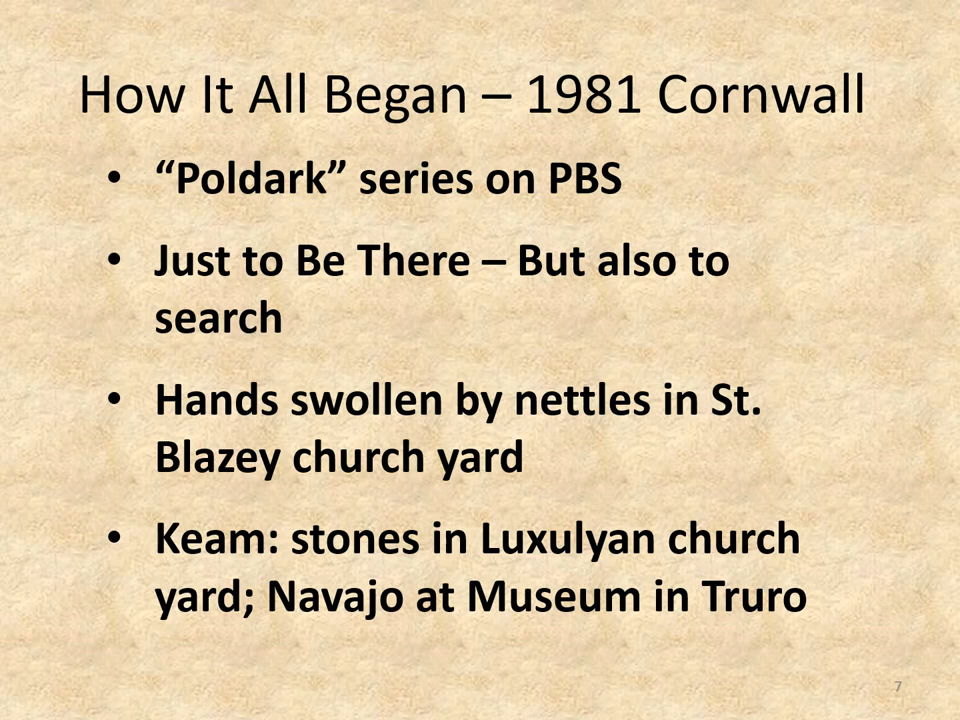 How It All Began – 1981 Cornwall
• “Poldark” series on PBS
• Just to Be There – But also to
search
• Hands swollen by nettles in St.
Blazey church yard
• Keam: stones in Luxulyan church
yard; Navajo at Museum in Truro
7